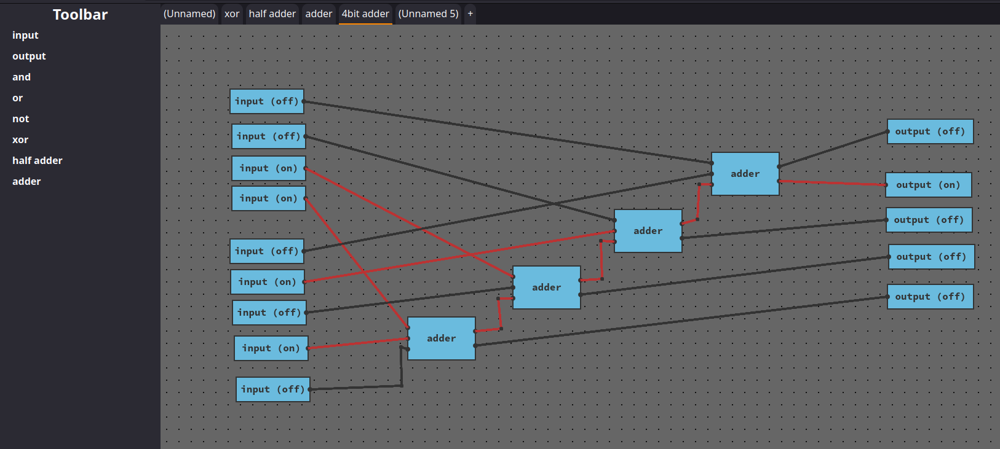 Toolbar
input
output
and
or
not
xor
half adder
adder
(Unnamed) xor half adder adder 4bit adder (Unnamed 5) +
input (off)
input (off)
input (on)
input (on)
input (off)
input (on)
input (off)
input (on)
input (off)
adder
adder
adder
adder
output (off)
output (on)
output (off)
output (off)
output (off)